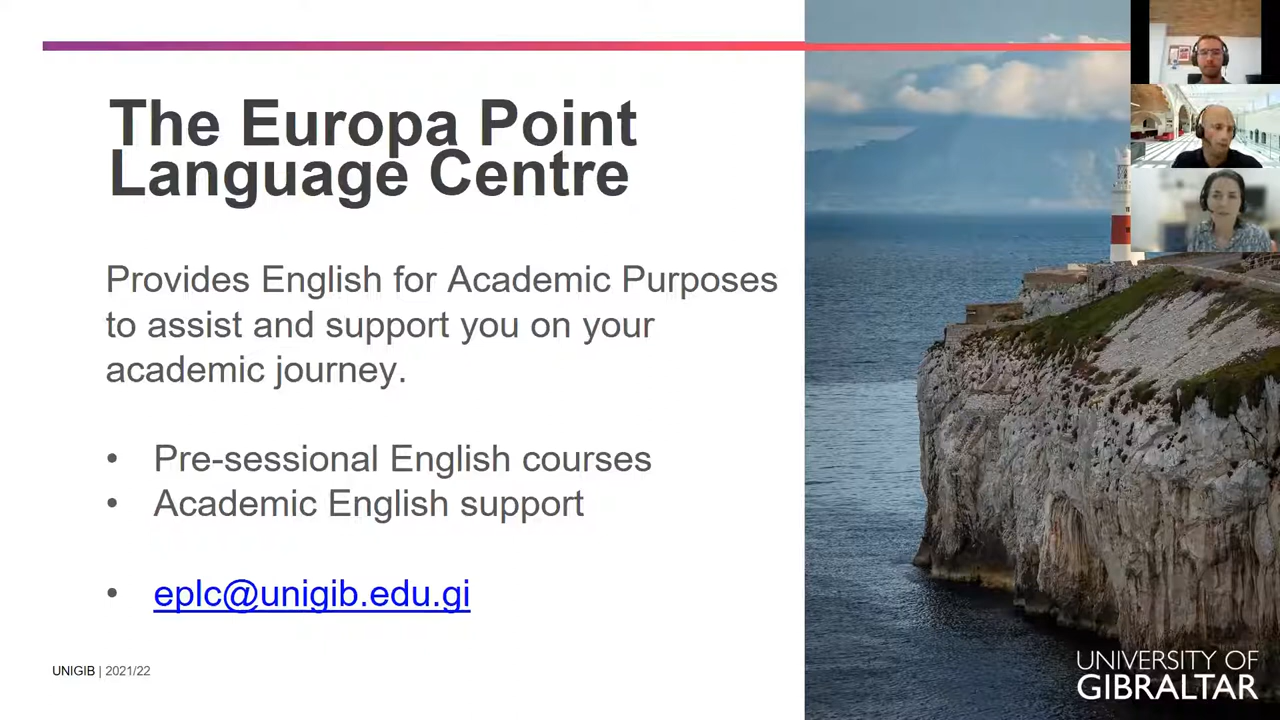 The Europa Point
Language Centre
Provides English for Academic Purposes
to assist and support you on your
academic journey.
• Pre-sessional English courses
• Academic English support
• eplc@unigib.edu.gi
UNIGIB | 2021/22
UNIVERSITY OF
GIBRALTAR